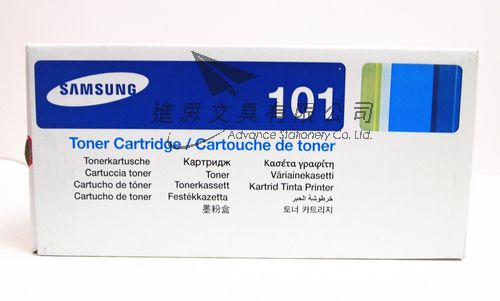 SAMSUNG
101
進思文具有限公司
Advance Stationery Co. Ltd.
Toner Cartridge / Cartouche de toner
Tonerkartusche Картридж Κασέτα γραφίτη
Cartuccia toner Toner Väriainekasetti
Cartucho de tóner Tonerkassett Kartrid Tinta Printer
Cartucho de toner Festékkazetta خرطوشة الحبر
墨粉盒 토너 카트리지